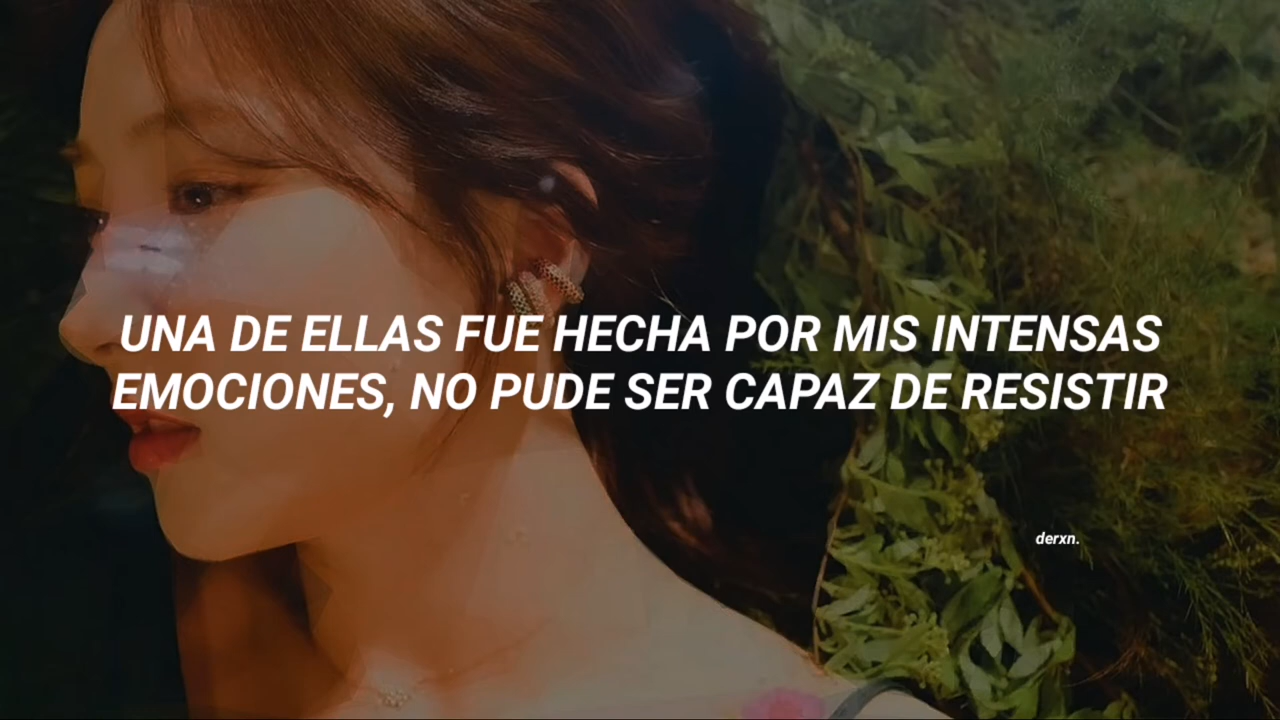 UNA DE ELLAS FUE HECHA POR MIS INTENSAS
EMOCIONES, NO PUDE SER CAPAZ DE RESISTIR
derxn.